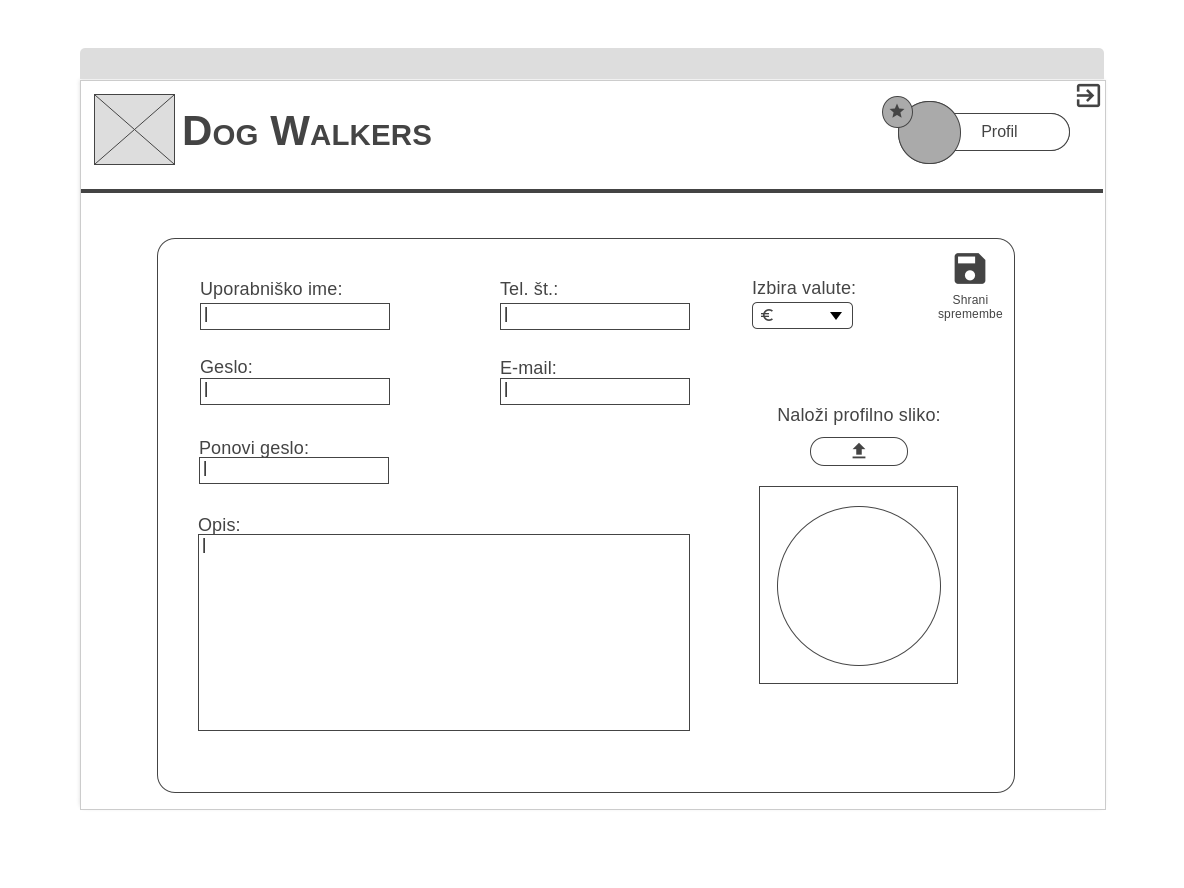 Dog Walkers
Profil
Uporabniško ime:
Tel. št.:
Izbira valute:
€
Shrani
spremembe
Geslo:
E-mail:
Naloži profilno sliko:
Ponovi geslo:
Opis: